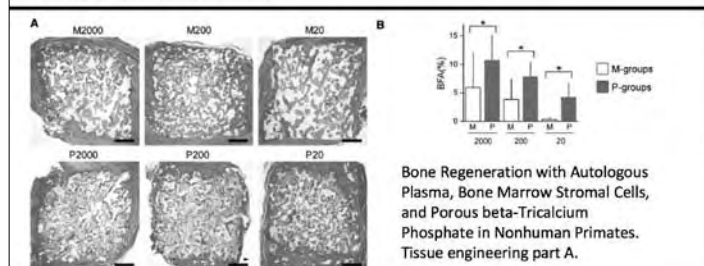 A
M2000 M200 M20
P2000 P200 P20
B
BFA(%)
15
10
5
0
* * *
M P M P M P
2000 200 20
M-groups
P-groups
Bone Regeneration with Autologous
Plasma, Bone Marrow Stromal Cells,
and Porous beta-Tricalcium
Phosphate in Nonhuman Primates.
Tissue engineering part A.